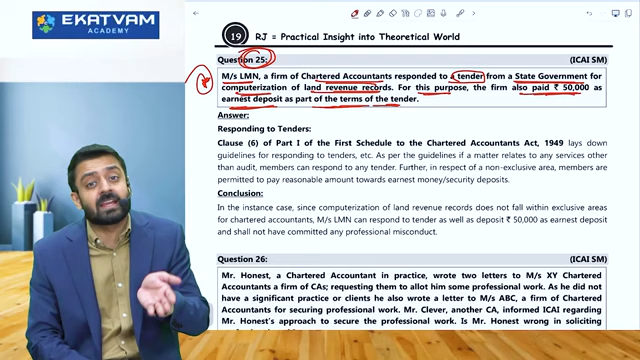 EKATVAM
ACADEMY
19 RJ = Practical Insight into Theoretical World
Question 25: (ICAI SM)
M/s LMN, a firm of Chartered Accountants responded to a tender from a State Government for
computerization of land revenue records. For this purpose, the firm also paid ₹ 50,000 as
earnest deposit as part of the terms of the tender.
Answer:
Responding to Tenders:
Clause (6) of Part I of the First Schedule to the Chartered Accountants Act, 1949 lays down
guidelines for responding to tenders, etc. As per the guidelines if a matter relates to any services other
than audit, members can respond to any tender. Further, in respect of a non-exclusive area, members are
permitted to pay reasonable amount towards earnest money/security deposits.
Conclusion:
In the instance case, since computerization of land revenue records does not fall within exclusive areas
for chartered accountants, M/s LMN can respond to tender as well as deposit ₹ 50,000 as earnest deposit
and shall not have committed any professional misconduct.
Question 26: (ICAI SM)
Mr. Honest, a Chartered Accountant in practice, wrote two letters to M/s XY Chartered
Accountants a firm of CAs; requesting them to allot him some professional work. As he did not
have a significant practice or clients he also wrote a letter to M/s ABC, a firm of Chartered
Accountants for securing professional work. Mr. Clever, another CA, informed ICAI regarding
Mr. Honest's approach to secure the professional work. Is Mr. Honest wrong in soliciting